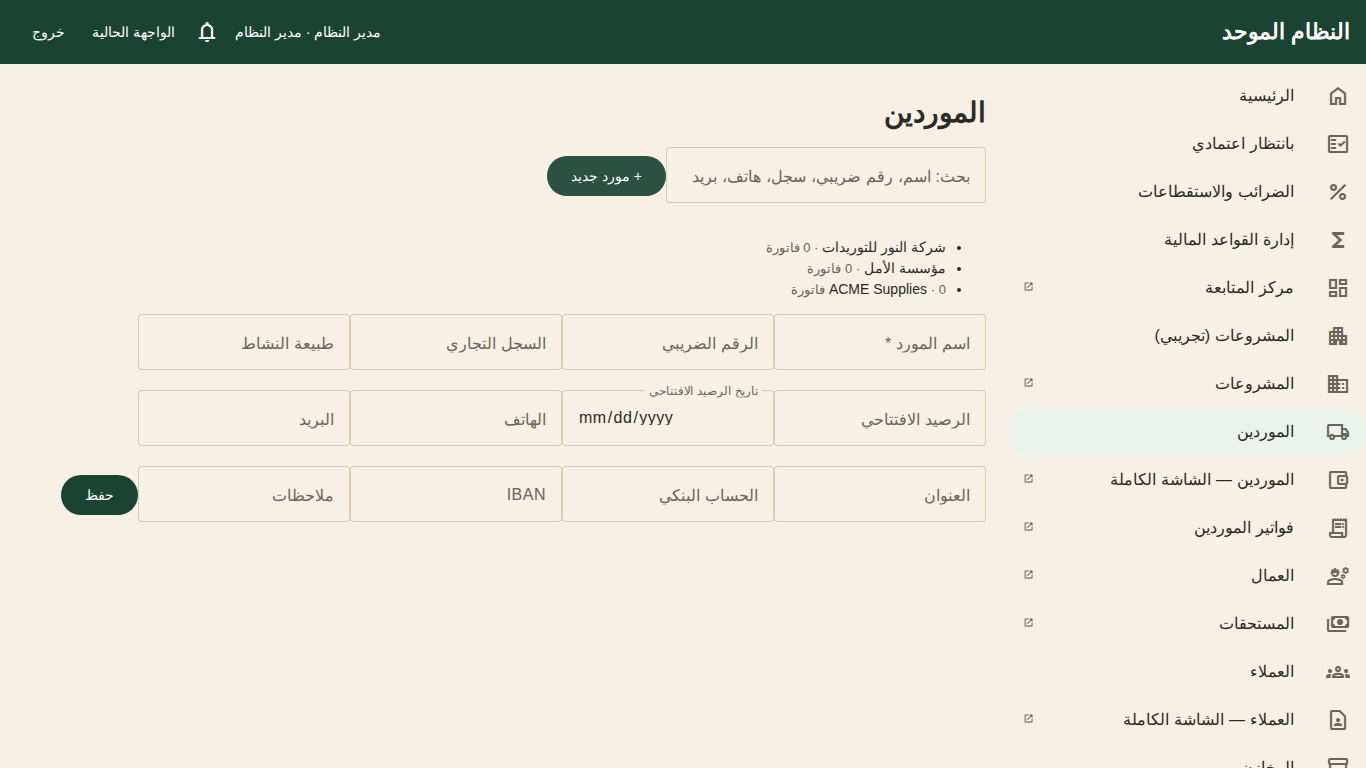 النظام الموحد
مدير النظام · مدير النظام
الواجهة الحالية
خروج
الرئيسية
بانتظار اعتمادي
الضرائب والاستقطاعات
إدارة القواعد المالية
مركز المتابعة
المشروعات (تجريبي)
المشروعات
الموردين
الموردين — الشاشة الكاملة
فواتير الموردين
العمال
المستحقات
العملاء
العملاء — الشاشة الكاملة
الموردين
بحث: اسم، رقم ضريبي، سجل، هاتف، بريد
+ مورد جديد
شركة النور للتوريدات · 0 فاتورة
مؤسسة الأمل · 0 فاتورة
ACME Supplies · 0 فاتورة
اسم المورد *
الرقم الضريبي
السجل التجاري
طبيعة النشاط
الرصيد الافتتاحي
تاريخ الرصيد الافتتاحي
mm/dd/yyyy
الهاتف
البريد
العنوان
الحساب البنكي
IBAN
ملاحظات
حفظ